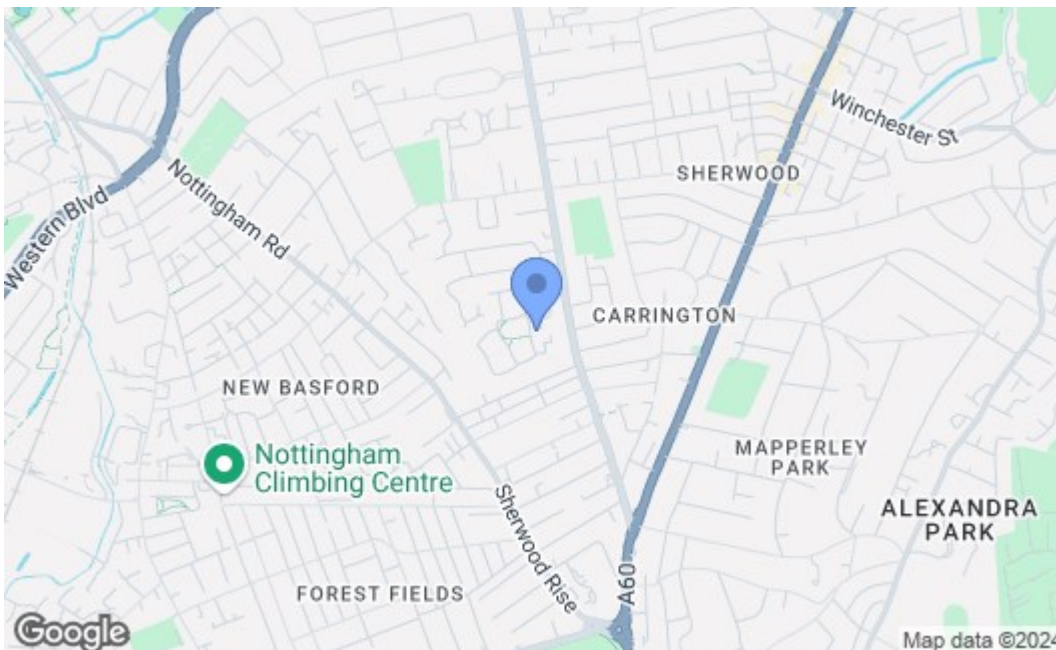 Winchester St
SHERWOOD
Western Blvd
Nottingham Rd
CARRINGTON
NEW BASFORD
Nottingham
Climbing Centre
MAPPERLEY
PARK
ALEXANDRA
PARK
Sherwood Rise
A60
FOREST FIELDS
Google
Map data ©2024